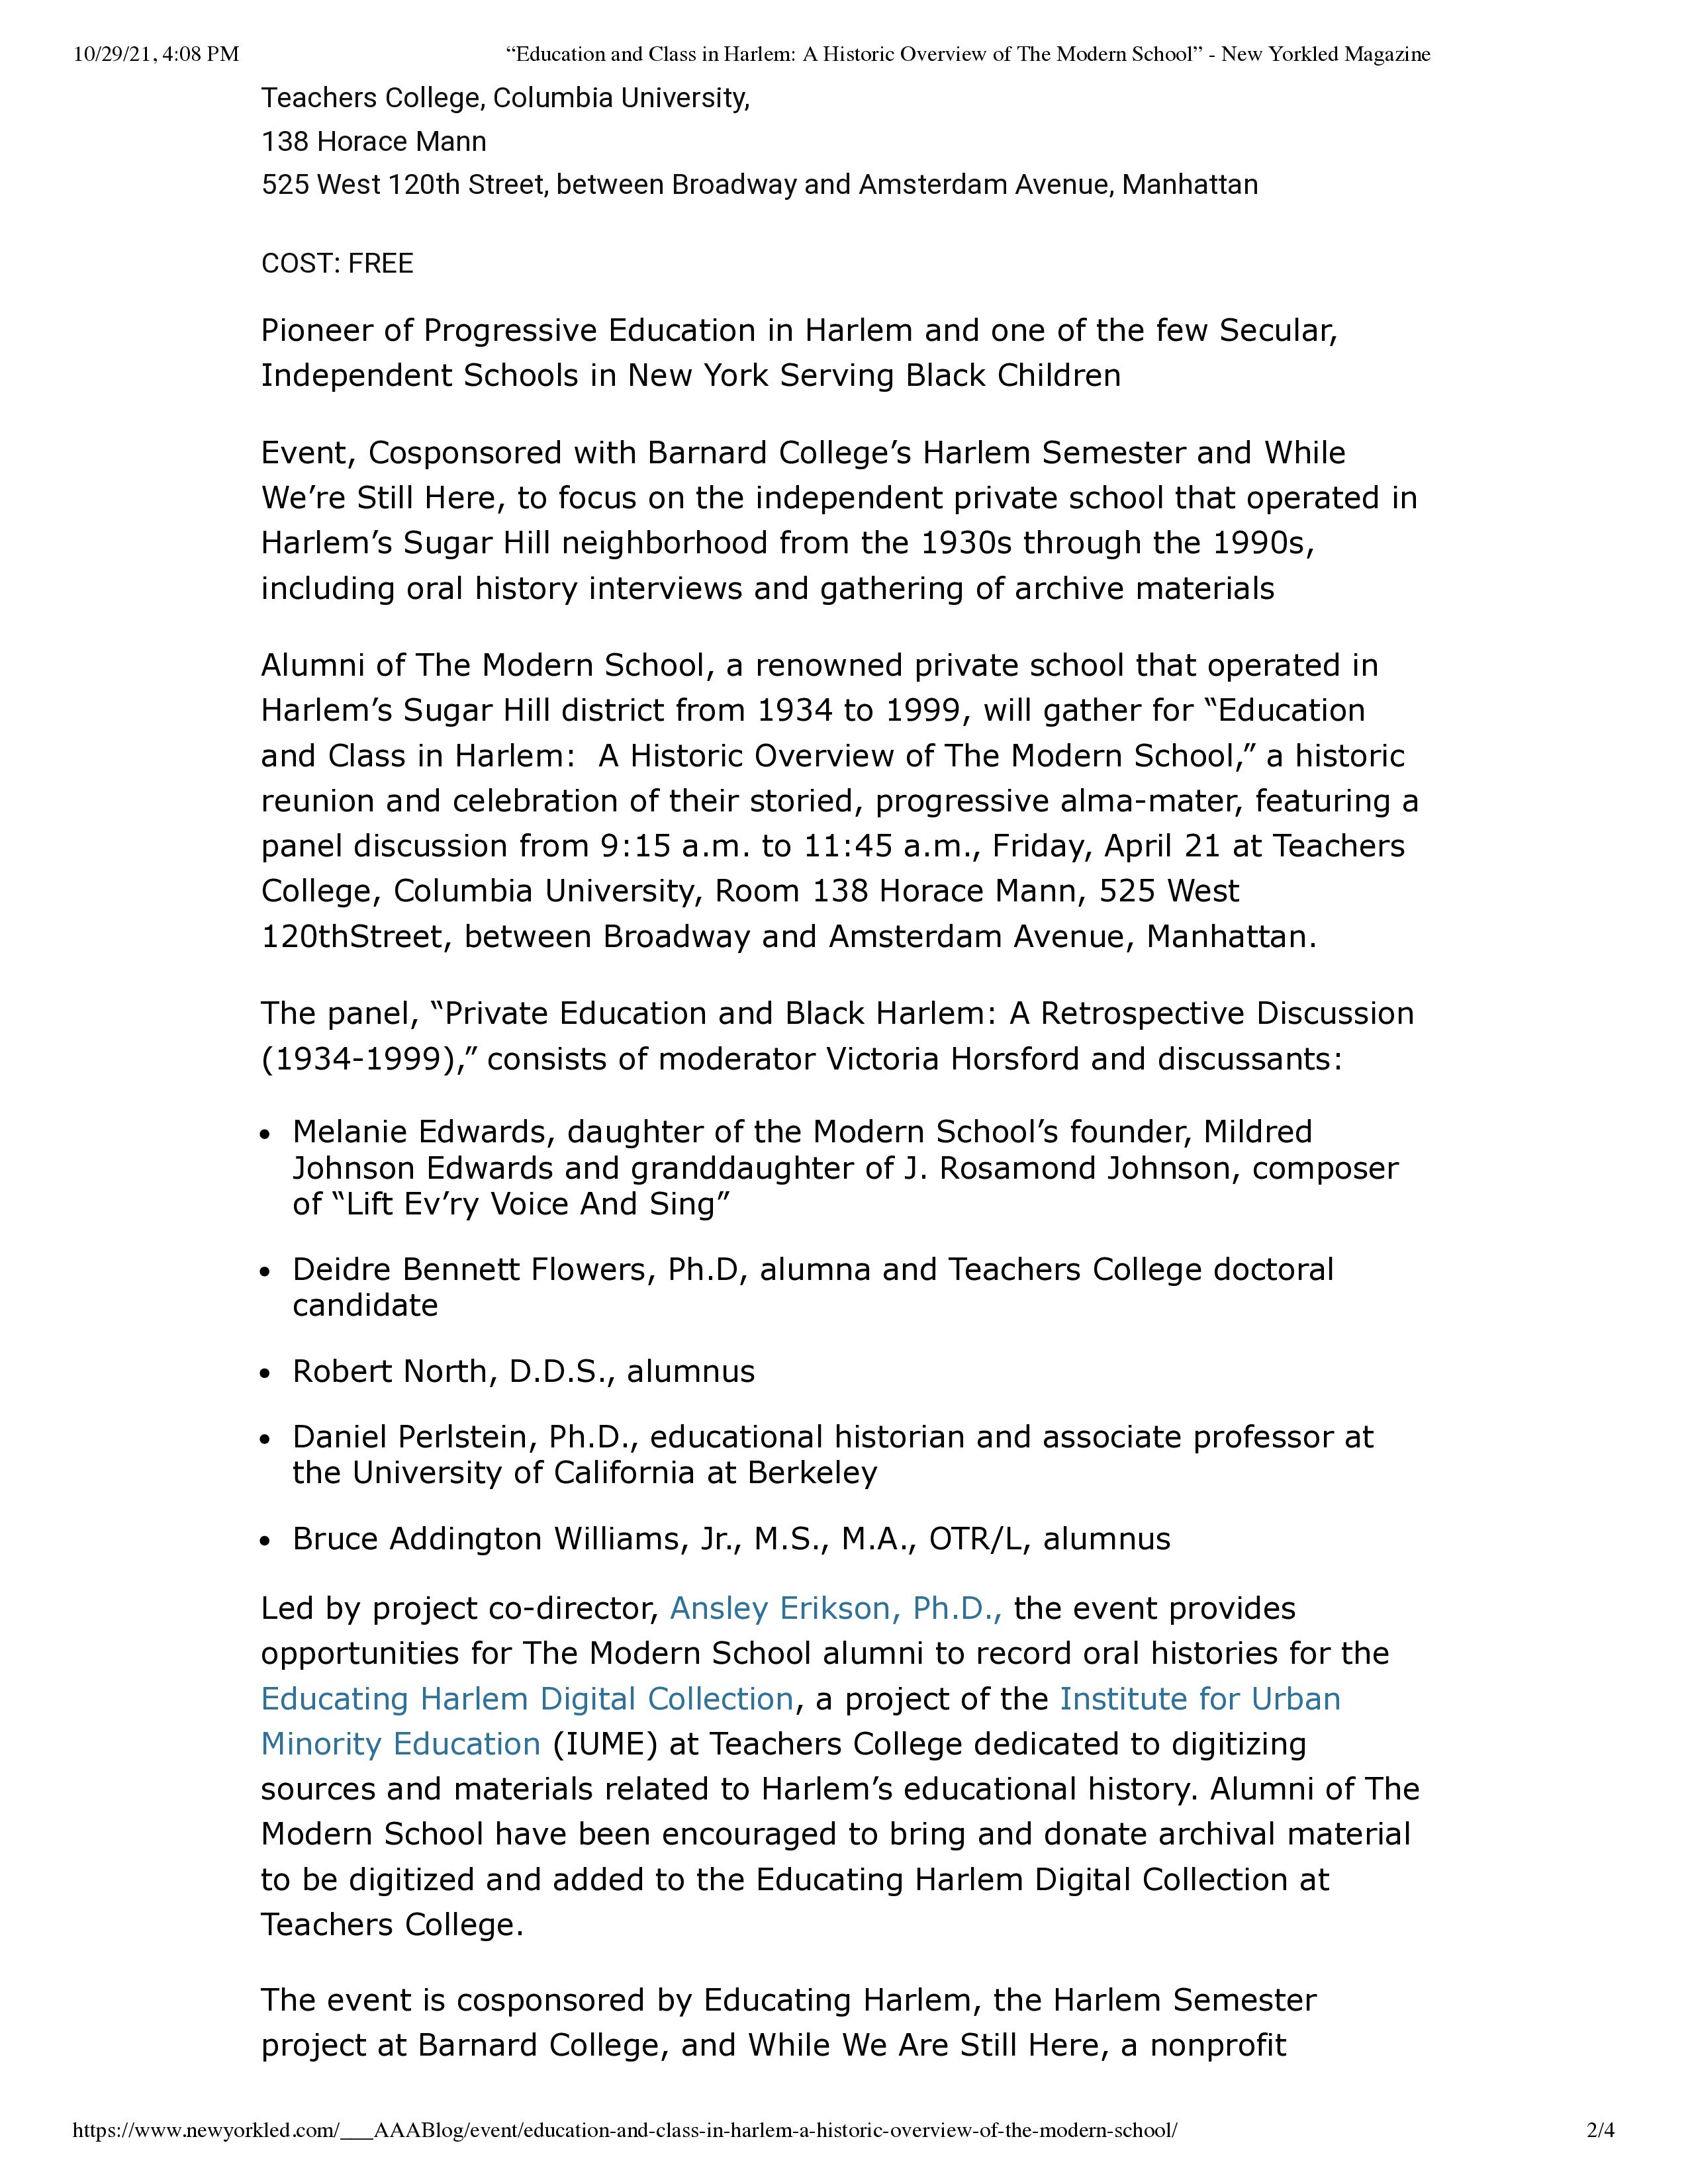 10/29/21, 4:08 PM “Education and Class in Harlem: A Historic Overview of The Modern School” - New Yorkled Magazine
Teachers College, Columbia University,
138 Horace Mann
525 West 120th Street, between Broadway and Amsterdam Avenue, Manhattan
COST: FREE
Pioneer of Progressive Education in Harlem and one of the few Secular,
Independent Schools in New York Serving Black Children
Event, Cosponsored with Barnard College’s Harlem Semester and While
We’re Still Here, to focus on the independent private school that operated in
Harlem’s Sugar Hill neighborhood from the 1930s through the 1990s,
including oral history interviews and gathering of archive materials
Alumni of The Modern School, a renowned private school that operated in
Harlem’s Sugar Hill district from 1934 to 1999, will gather for “Education
and Class in Harlem:  A Historic Overview of The Modern School,” a historic
reunion and celebration of their storied, progressive alma-mater, featuring a
panel discussion from 9:15 a.m. to 11:45 a.m., Friday, April 21 at Teachers
College, Columbia University, Room 138 Horace Mann, 525 West
120thStreet, between Broadway and Amsterdam Avenue, Manhattan.
The panel, “Private Education and Black Harlem: A Retrospective Discussion
(1934-1999),” consists of moderator Victoria Horsford and discussants:
• Melanie Edwards, daughter of the Modern School’s founder, Mildred
Johnson Edwards and granddaughter of J. Rosamond Johnson, composer
of “Lift Ev’ry Voice And Sing”
• Deidre Bennett Flowers, Ph.D, alumna and Teachers College doctoral
candidate
• Robert North, D.D.S., alumnus
• Daniel Perlstein, Ph.D., educational historian and associate professor at
the University of California at Berkeley
• Bruce Addington Williams, Jr., M.S., M.A., OTR/L, alumnus
Led by project co-director, Ansley Erikson, Ph.D., the event provides
opportunities for The Modern School alumni to record oral histories for the
Educating Harlem Digital Collection, a project of the Institute for Urban
Minority Education (IUME) at Teachers College dedicated to digitizing
sources and materials related to Harlem’s educational history. Alumni of The
Modern School have been encouraged to bring and donate archival material
to be digitized and added to the Educating Harlem Digital Collection at
Teachers College.
The event is cosponsored by Educating Harlem, the Harlem Semester
project at Barnard College, and While We Are Still Here, a nonprofit
https://www.newyorkled.com/___AAABlog/event/education-and-class-in-harlem-a-historic-overview-of-the-modern-school/ 2/4